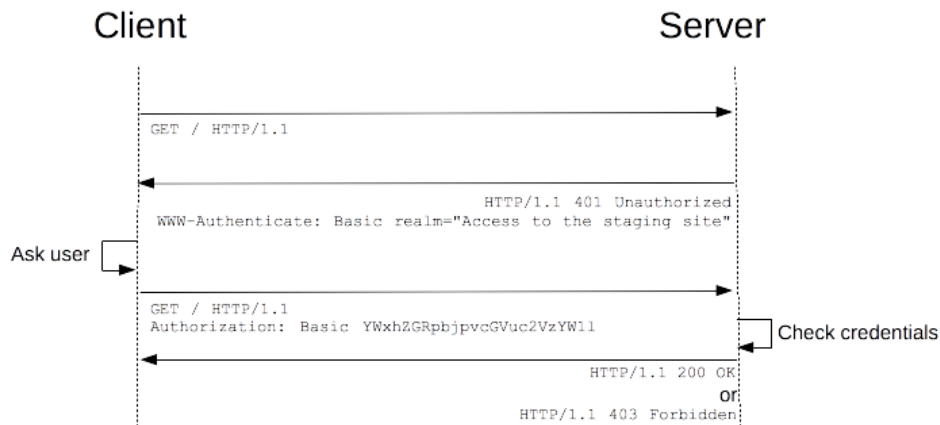 Client
Server
GET / HTTP/1.1
HTTP/1.1 401 Unauthorized
WWW-Authenticate: Basic realm="Access to the staging site"
Ask user
GET / HTTP/1.1
Authorization: Basic YWxhZGRpbjpvcGVuc2VzYW1l
Check credentials
HTTP/1.1 200 OK
or
HTTP/1.1 403 Forbidden